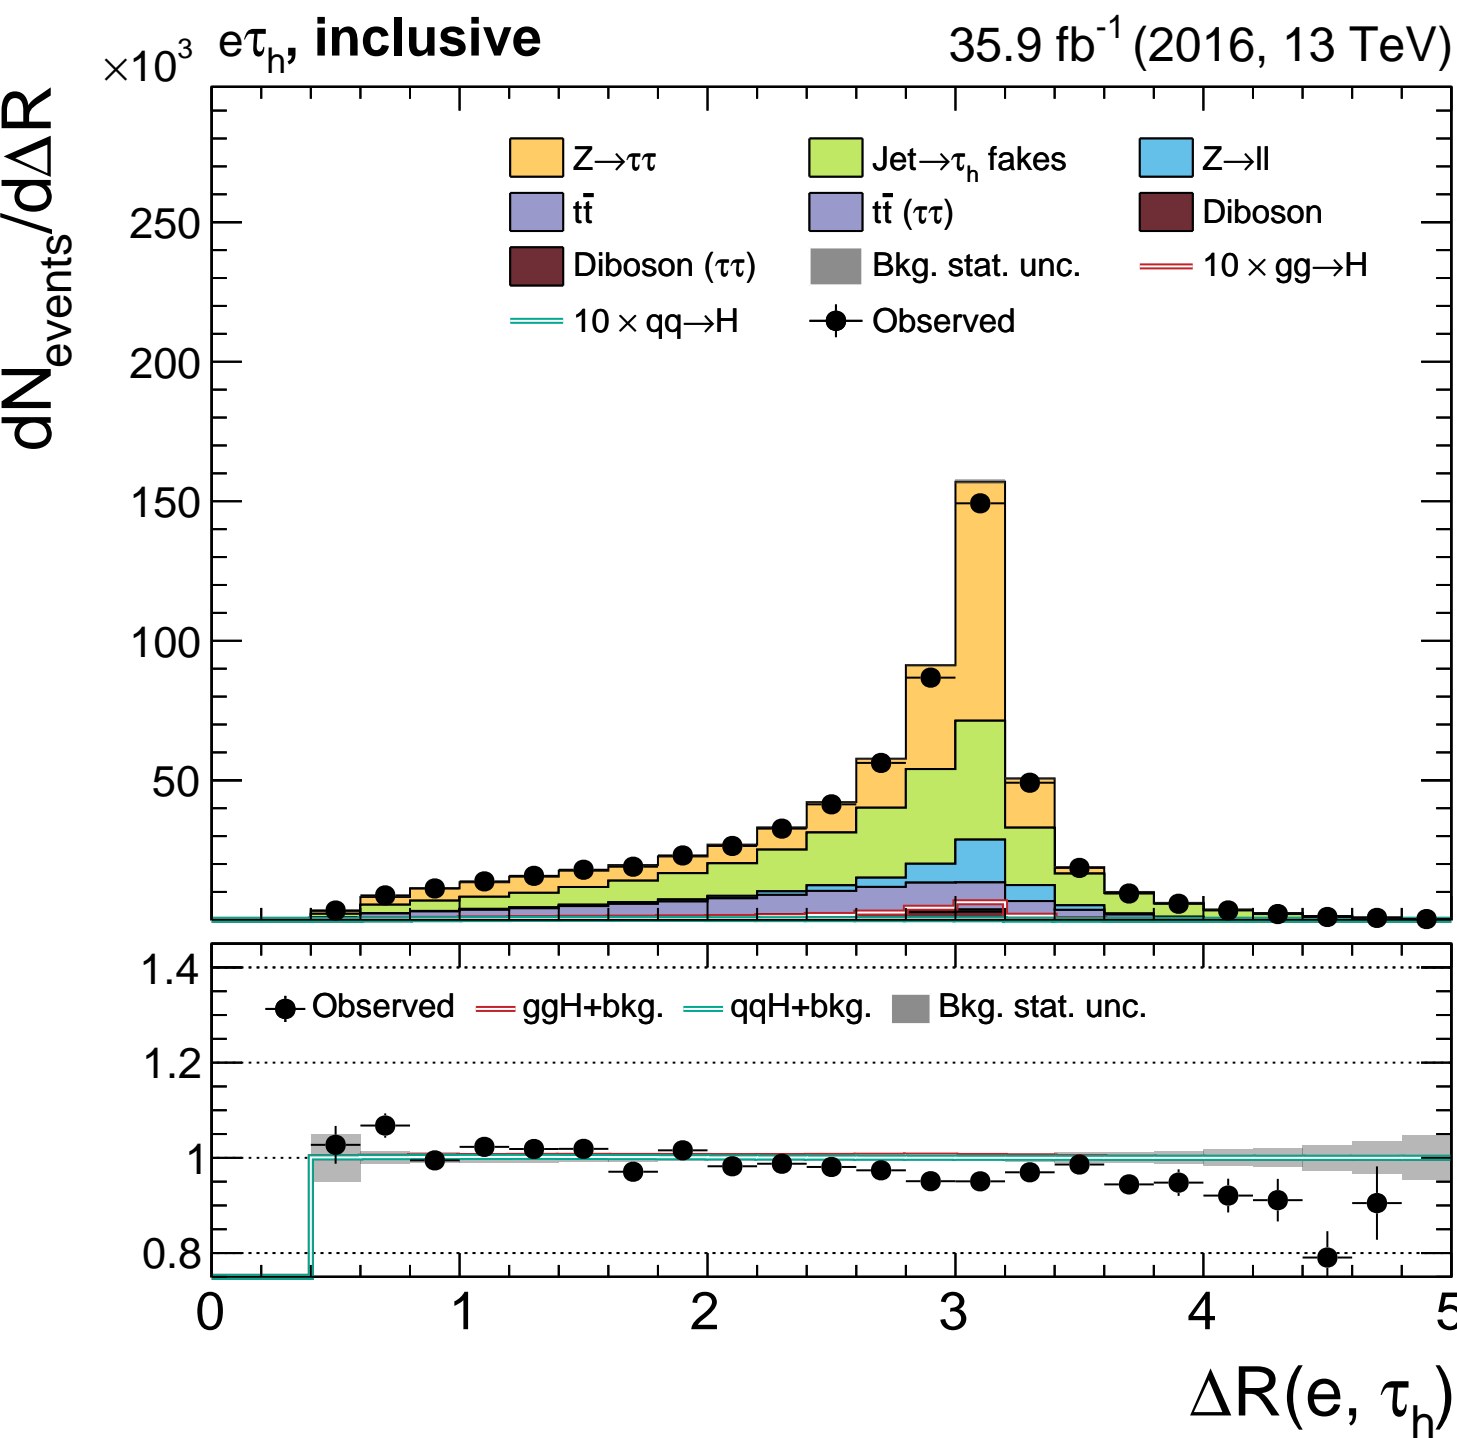 ×10³ eτₕ, inclusive 35.9 fb⁻¹ (2016, 13 TeV)
dN_events/dΔR
Z→ττ Jet→τₕ fakes Z→ll
tt̄ tt̄ (ττ) Diboson
Diboson (ττ) Bkg. stat. unc. 10 × gg→H
10 × qq→H Observed
250
200
150
100
50
1.4
Observed ggH+bkg. qqH+bkg. Bkg. stat. unc.
1.2
1
0.8
0 1 2 3 4 5
ΔR(e, τₕ)